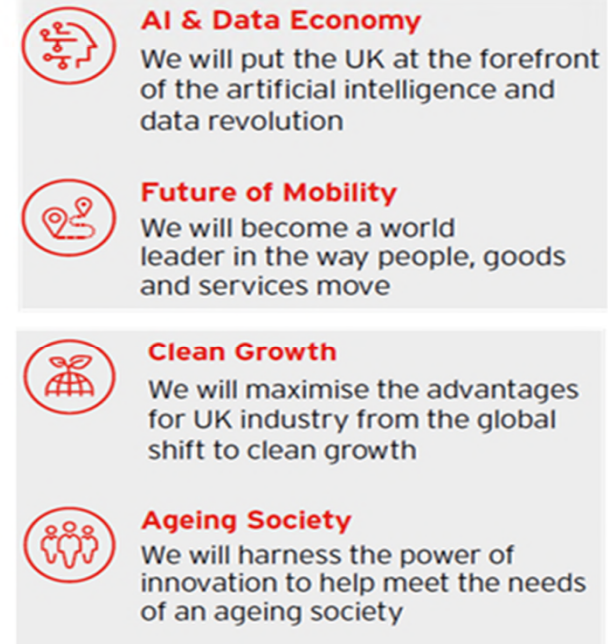 AI & Data Economy
We will put the UK at the forefront
of the artificial intelligence and
data revolution
Future of Mobility
We will become a world
leader in the way people, goods
and services move
Clean Growth
We will maximise the advantages
for UK industry from the global
shift to clean growth
Ageing Society
We will harness the power of
innovation to help meet the needs
of an ageing society